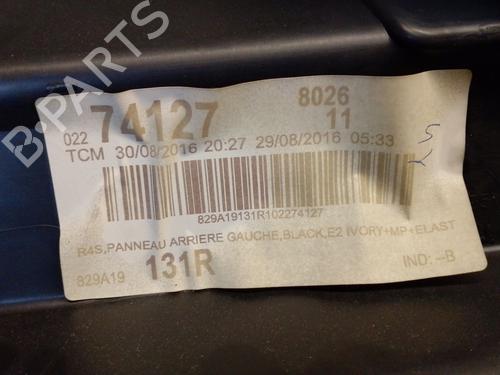 B-PARTS
022 74127 8026 11
TCM 30/08/2016 20:27 29/08/2016 05:33
829A19131R102274127
R4S,PANNEAU ARRIERE GAUCHE,BLACK,E2 IVORY+MP+ELAST
829A19 131R IND: --B